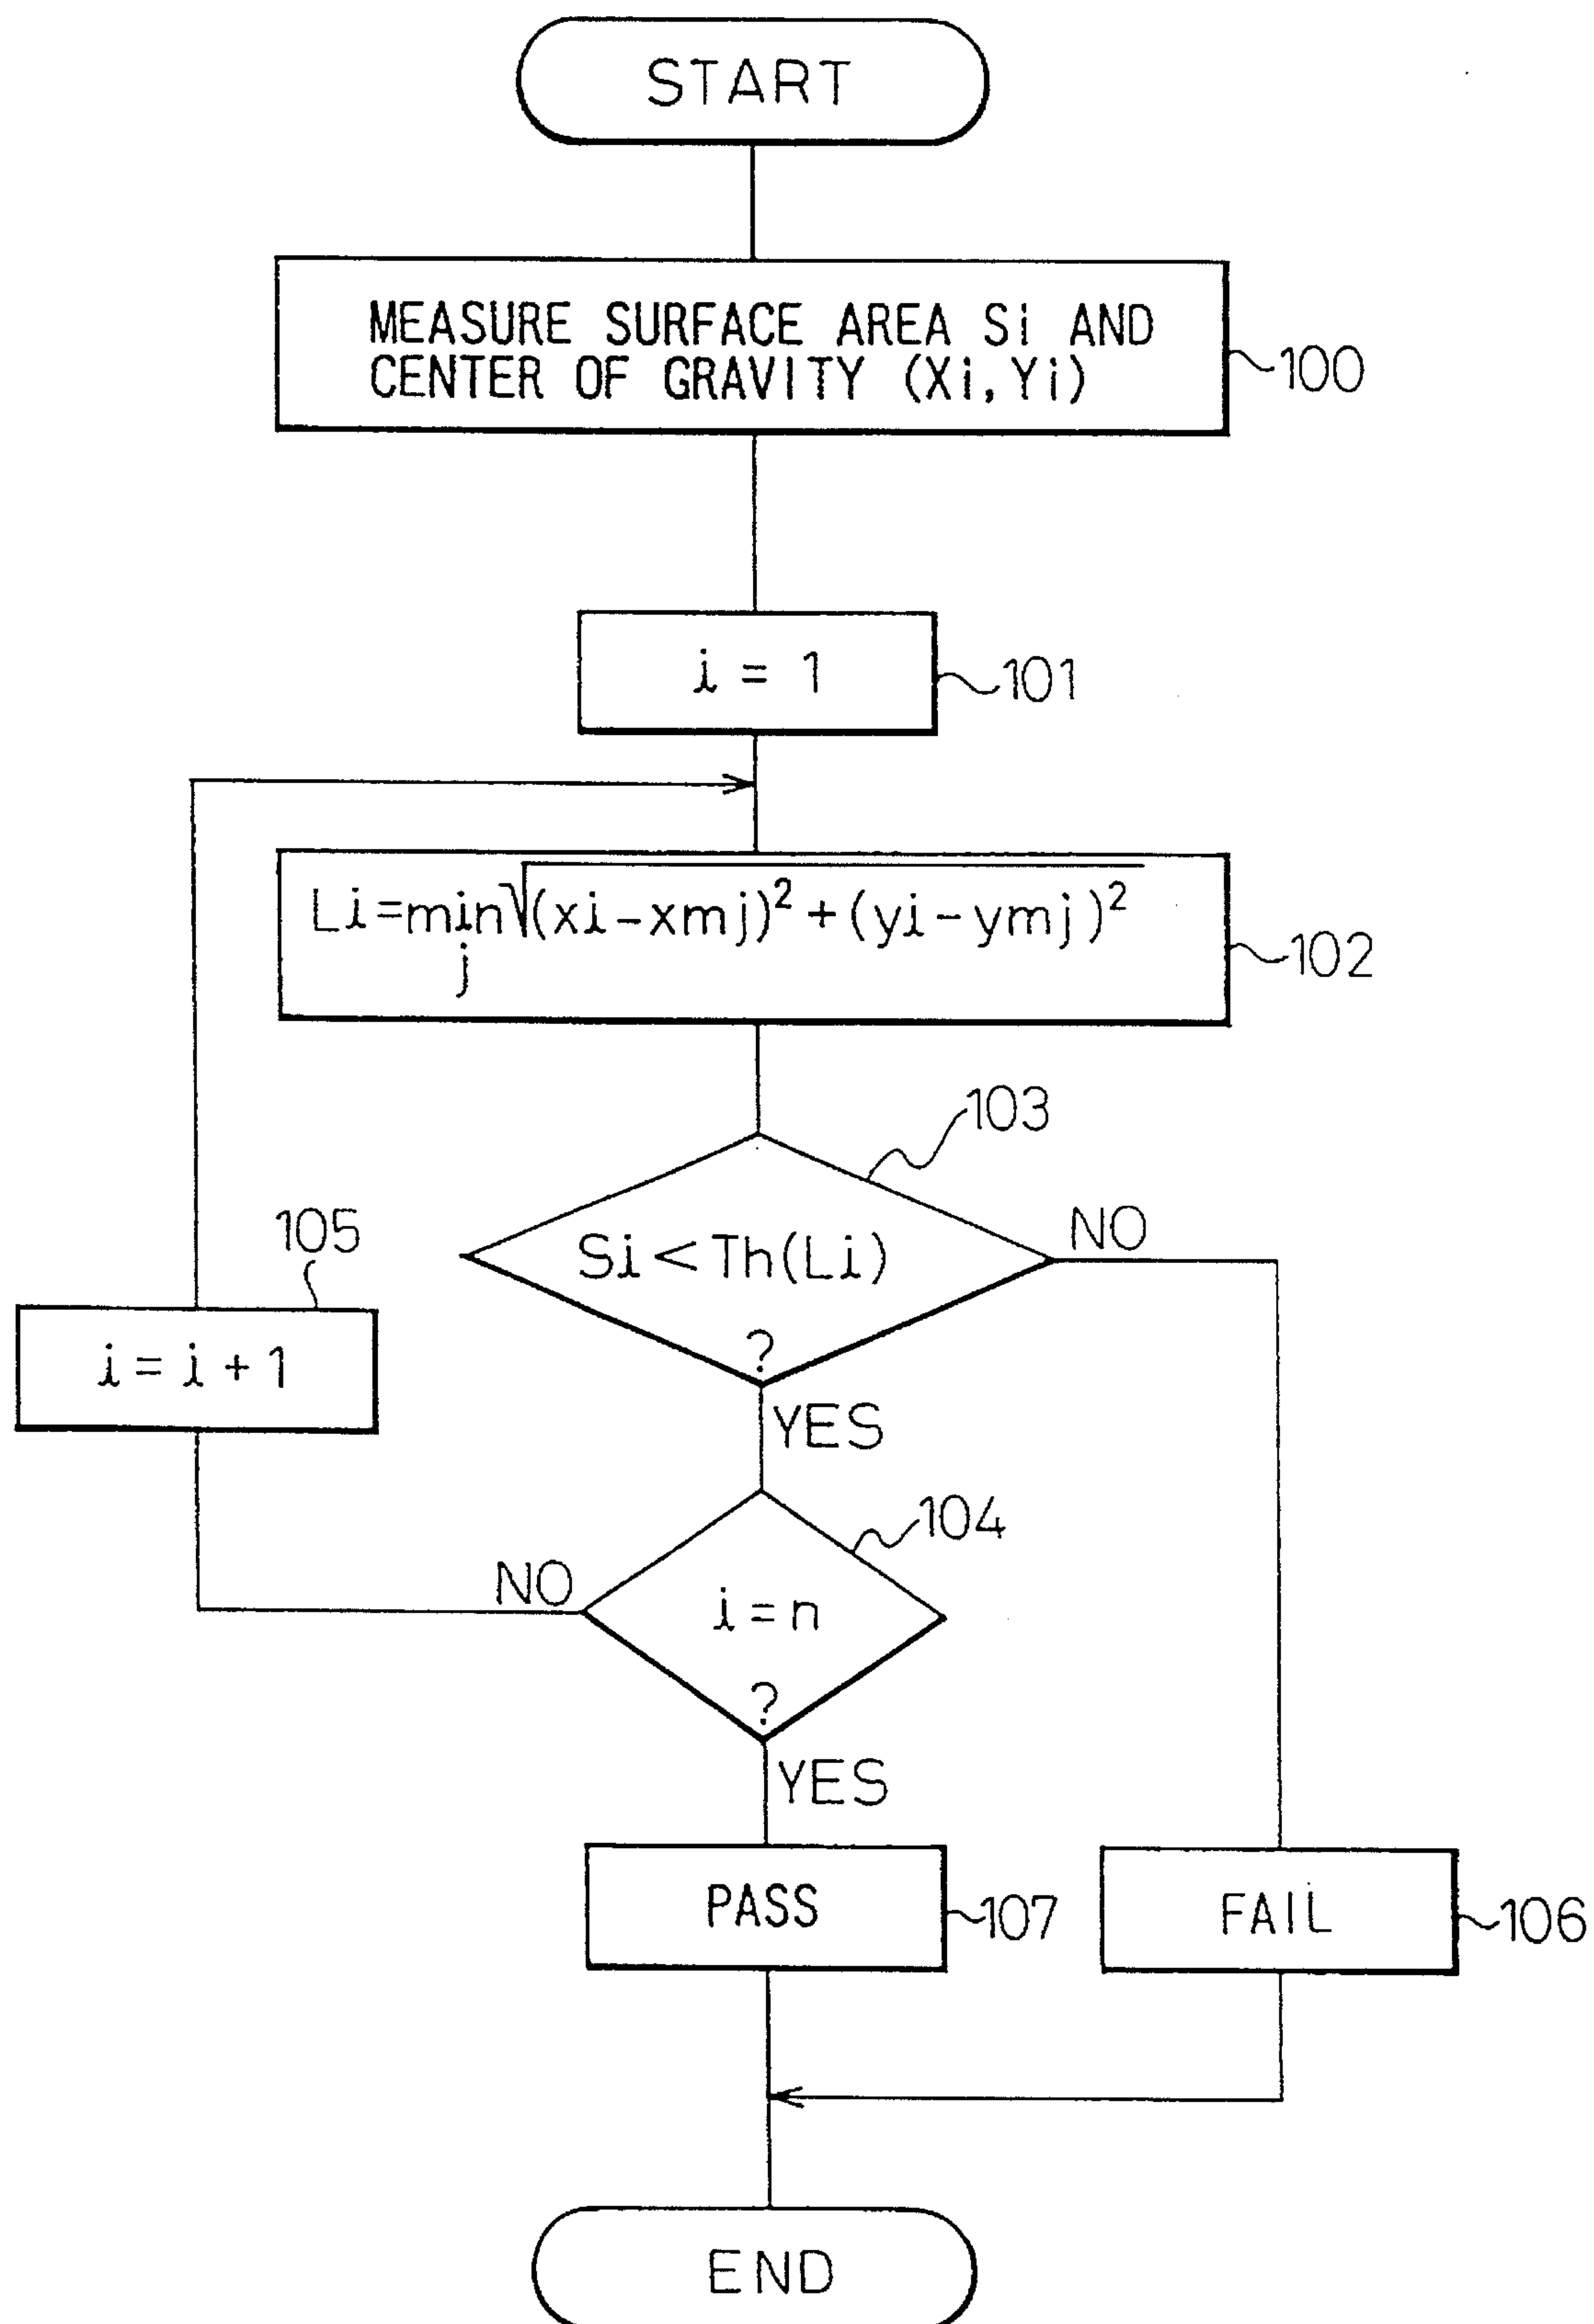 START
MEASURE SURFACE AREA Si AND
CENTER OF GRAVITY (Xi,Yi)
100
i = 1
101
Li=min√(xi-xmj)²+(yi-ymj)²
j
102
103
Si<Th(Li)
?
NO
105
i=i+1
YES
104
NO
i=n
?
YES
PASS
107
FAIL
106
END